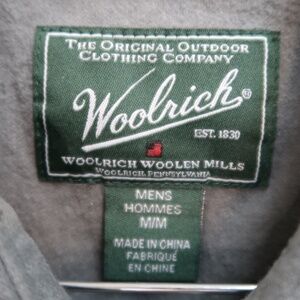 THE ORIGINAL OUTDOOR
CLOTHING COMPANY
Woolrich®
EST. 1830
WOOLRICH WOOLEN MILLS
WOOLRICH, PENNSYLVANIA
MENS
HOMMES
M/M
MADE IN CHINA
FABRIQUÉ
EN CHINE